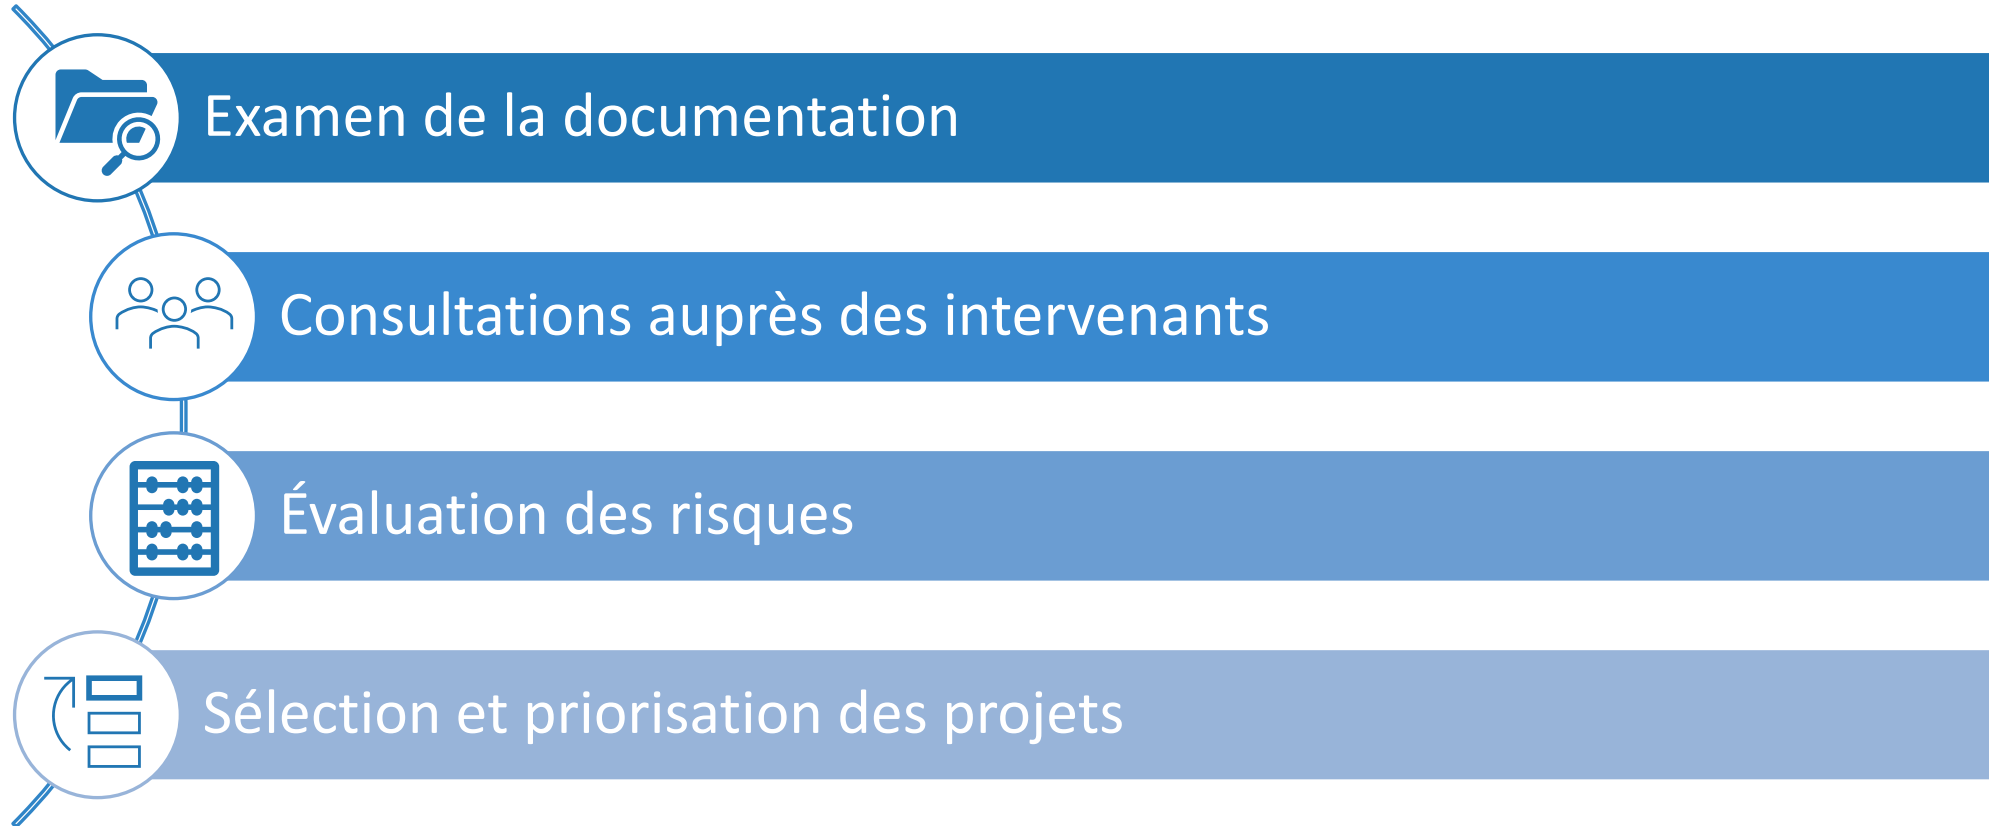 Examen de la documentation
Consultations auprès des intervenants
Évaluation des risques
Sélection et priorisation des projets